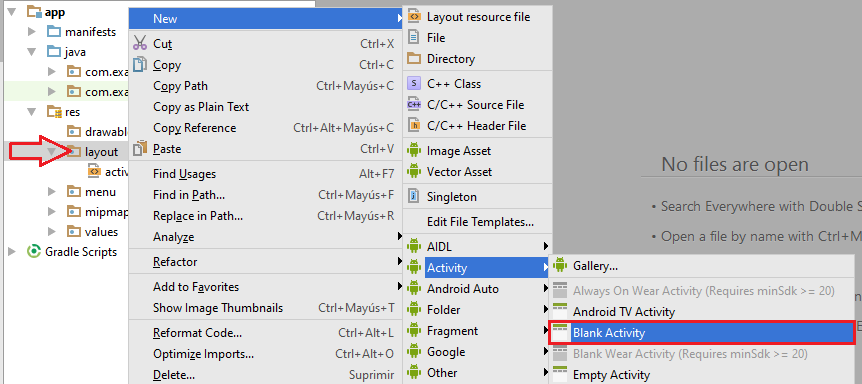 app
manifests
java
com.exa
com.exa
res
drawabl
layout
activ
menu
mipmap
values
Gradle Scripts
New
Cut Ctrl+X
Copy Ctrl+C
Copy Path Ctrl+Mayús+C
Copy as Plain Text
Copy Reference Ctrl+Alt+Mayús+C
Paste Ctrl+V
Find Usages Alt+F7
Find in Path... Ctrl+Mayús+F
Replace in Path... Ctrl+Mayús+R
Analyze
Refactor
Add to Favorites
Show Image Thumbnails Ctrl+Mayús+T
Reformat Code... Ctrl+Alt+L
Optimize Imports... Ctrl+Alt+O
Delete... Suprimir
Layout resource file
File
Directory
S C++ Class
C++ C/C++ Source File
C/C++ Header File
Image Asset
Vector Asset
Singleton
Edit File Templates...
AIDL
Activity
Android Auto
Folder
Fragment
Google
Other
Gallery...
Always On Wear Activity (Requires minSdk >= 20)
Android TV Activity
Blank Activity
Blank Wear Activity (Requires minSdk >= 20)
Empty Activity
No files are open
• Search Everywhere with Double S
• Open a file by name with Ctrl+M